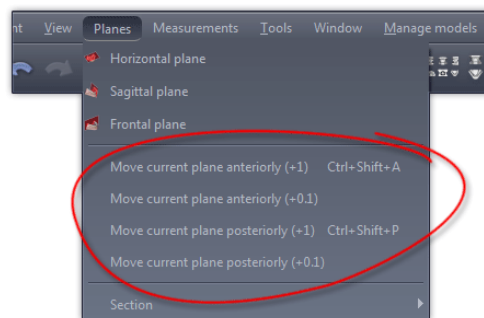 nt View Planes Measurements Tools Window Manage models
Horizontal plane
Sagittal plane
Frontal plane
Move current plane anteriorly (+1) Ctrl+Shift+A
Move current plane anteriorly (+0.1)
Move current plane posteriorly (+1) Ctrl+Shift+P
Move current plane posteriorly (+0.1)
Section